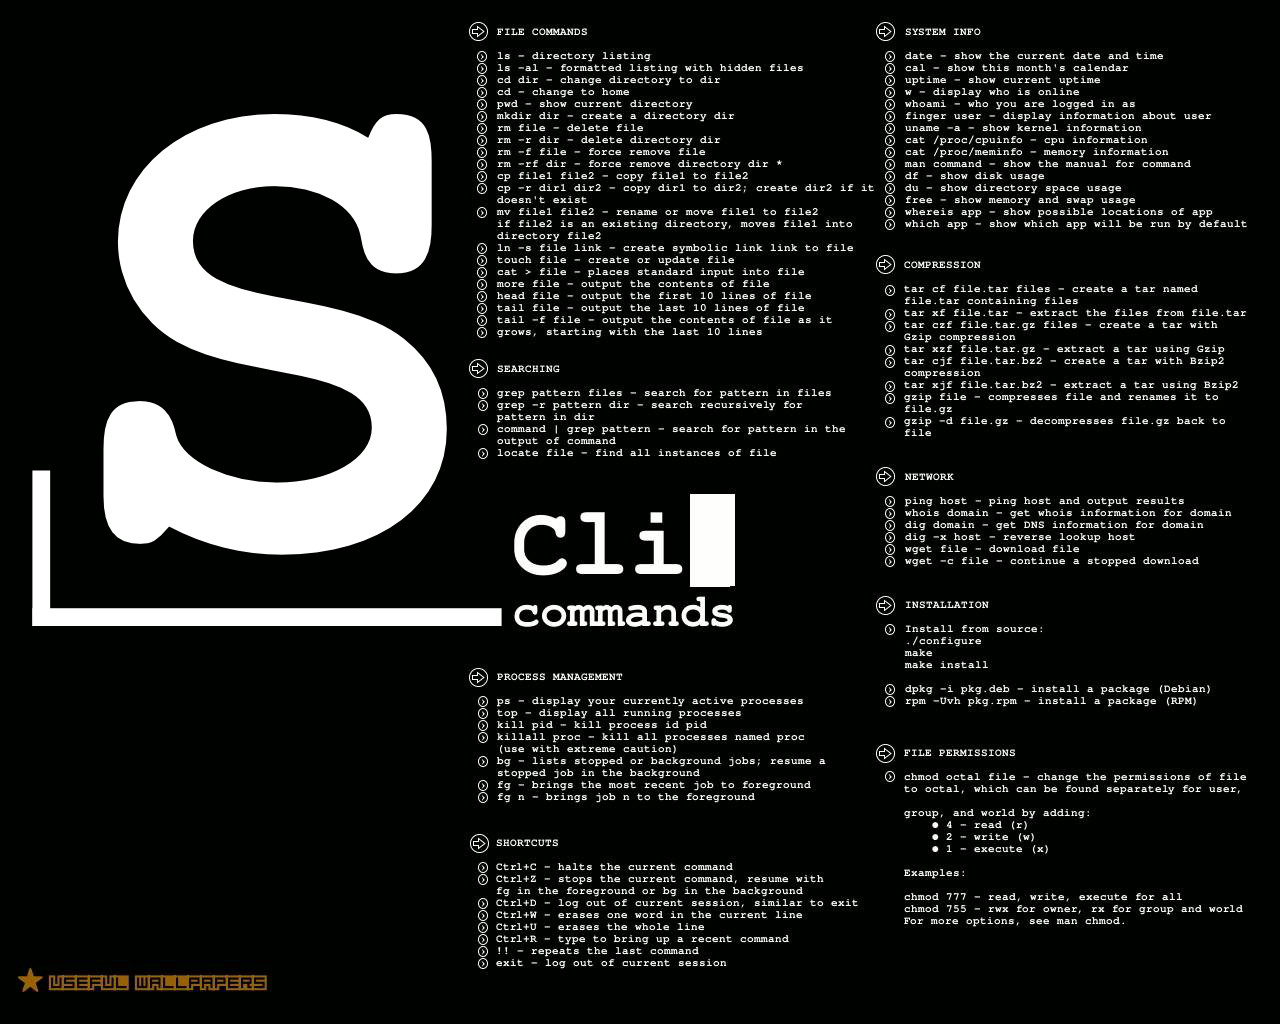 S
FILE COMMANDS
ls - directory listing
ls -al - formatted listing with hidden files
cd dir - change directory to dir
cd - change to home
pwd - show current directory
mkdir dir - create a directory dir
rm file - delete file
rm -r dir - delete directory dir
rm -f file - force remove file
rm -rf dir - force remove directory dir *
cp file1 file2 - copy file1 to file2
cp -r dir1 dir2 - copy dir1 to dir2; create dir2 if it
doesn't exist
mv file1 file2 - rename or move file1 to file2
if file2 is an existing directory, moves file1 into
directory file2
ln -s file link - create symbolic link link to file
touch file - create or update file
cat > file - places standard input into file
more file - output the contents of file
head file - output the first 10 lines of file
tail file - output the last 10 lines of file
tail -f file - output the contents of file as it
grows, starting with the last 10 lines
SEARCHING
grep pattern files - search for pattern in files
grep -r pattern dir - search recursively for
pattern in dir
command | grep pattern - search for pattern in the
output of command
locate file - find all instances of file
Cli
commands
PROCESS MANAGEMENT
ps - display your currently active processes
top - display all running processes
kill pid - kill process id pid
killall proc - kill all processes named proc
(use with extreme caution)
bg - lists stopped or background jobs; resume a
stopped job in the background
fg - brings the most recent job to foreground
fg n - brings job n to the foreground
SHORTCUTS
Ctrl+C - halts the current command
Ctrl+Z - stops the current command, resume with
fg in the foreground or bg in the background
Ctrl+D - log out of current session, similar to exit
Ctrl+W - erases one word in the current line
Ctrl+U - erases the whole line
Ctrl+R - type to bring up a recent command
!! - repeats the last command
exit - log out of current session
SYSTEM INFO
date - show the current date and time
cal - show this month's calendar
uptime - show current uptime
w - display who is online
whoami - who you are logged in as
finger user - display information about user
uname -a - show kernel information
cat /proc/cpuinfo - cpu information
cat /proc/meminfo - memory information
man command - show the manual for command
df - show disk usage
du - show directory space usage
free - show memory and swap usage
whereis app - show possible locations of app
which app - show which app will be run by default
COMPRESSION
tar cf file.tar files - create a tar named
file.tar containing files
tar xf file.tar - extract the files from file.tar
tar czf file.tar.gz files - create a tar with
Gzip compression
tar xzf file.tar.gz - extract a tar using Gzip
tar cjf file.tar.bz2 - create a tar with Bzip2
compression
tar xjf file.tar.bz2 - extract a tar using Bzip2
gzip file - compresses file and renames it to
file.gz
gzip -d file.gz - decompresses file.gz back to
file
NETWORK
ping host - ping host and output results
whois domain - get whois information for domain
dig domain - get DNS information for domain
dig -x host - reverse lookup host
wget file - download file
wget -c file - continue a stopped download
INSTALLATION
Install from source:
./configure
make
make install
dpkg -i pkg.deb - install a package (Debian)
rpm -Uvh pkg.rpm - install a package (RPM)
FILE PERMISSIONS
chmod octal file - change the permissions of file
to octal, which can be found separately for user,
group, and world by adding:
● 4 - read (r)
● 2 - write (w)
● 1 - execute (x)
Examples:
chmod 777 - read, write, execute for all
chmod 755 - rwx for owner, rx for group and world
For more options, see man chmod.
USEFUL WALLPAPERS